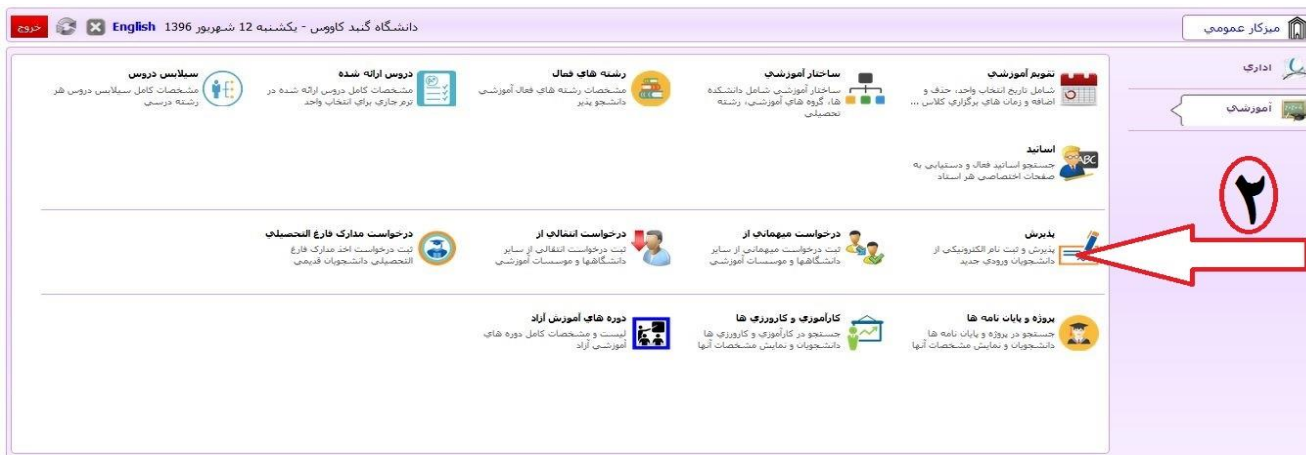 میزکار عمومی
دانشگاه گنبد کاووس - یکشنبه 12 شهریور 1396
English
خروج
اداری
آموزشي
۲
تقویم آموزشي
شامل تاریخ انتخاب واحد، حذف و
اضافه و زمان های برگزاری کلاس ...
ساختار آموزشي
ساختار آموزشی شامل دانشکده
ها، گروه های آموزشی، رشته
تحصیلی
رشته های فعال
مشخصات رشته های فعال آموزشی
دانشجو پذیر
دروس ارائه شده
مشخصات کامل دروس ارائه شده در
ترم جاری برای انتخاب واحد
سیلابس دروس
مشخصات کامل سیلابس دروس هر
رشته درسی
اساتید
جستجو اساتید فعال و دستیابی به
صفحات اختصاصی هر استاد
ABC
پذیرش
پذیرش و ثبت نام الکترونیکی از
دانشجویان ورودی جدید
درخواست میهمانی از
ثبت درخواست میهمانی از سایر
دانشگاهها و موسسات آموزشی
درخواست انتقالی از
ثبت درخواست انتقالی از سایر
دانشگاهها و موسسات آموزشی
درخواست مدارک فارغ التحصیلي
ثبت درخواست اخذ مدارک فارغ
التحصیلی دانشجویان قدیمی
پروژه و پایان نامه ها
جستجو در پروژه و پایان نامه ها
دانشجویان و نمایش مشخصات آنها
کارآموزی و کارورزی ها
جستجو در کارآموزی و کارورزی ها
دانشجویان و نمایش مشخصات آنها
دوره های آموزش آزاد
لیست و مشخصات کامل دوره های
آموزشی آزاد